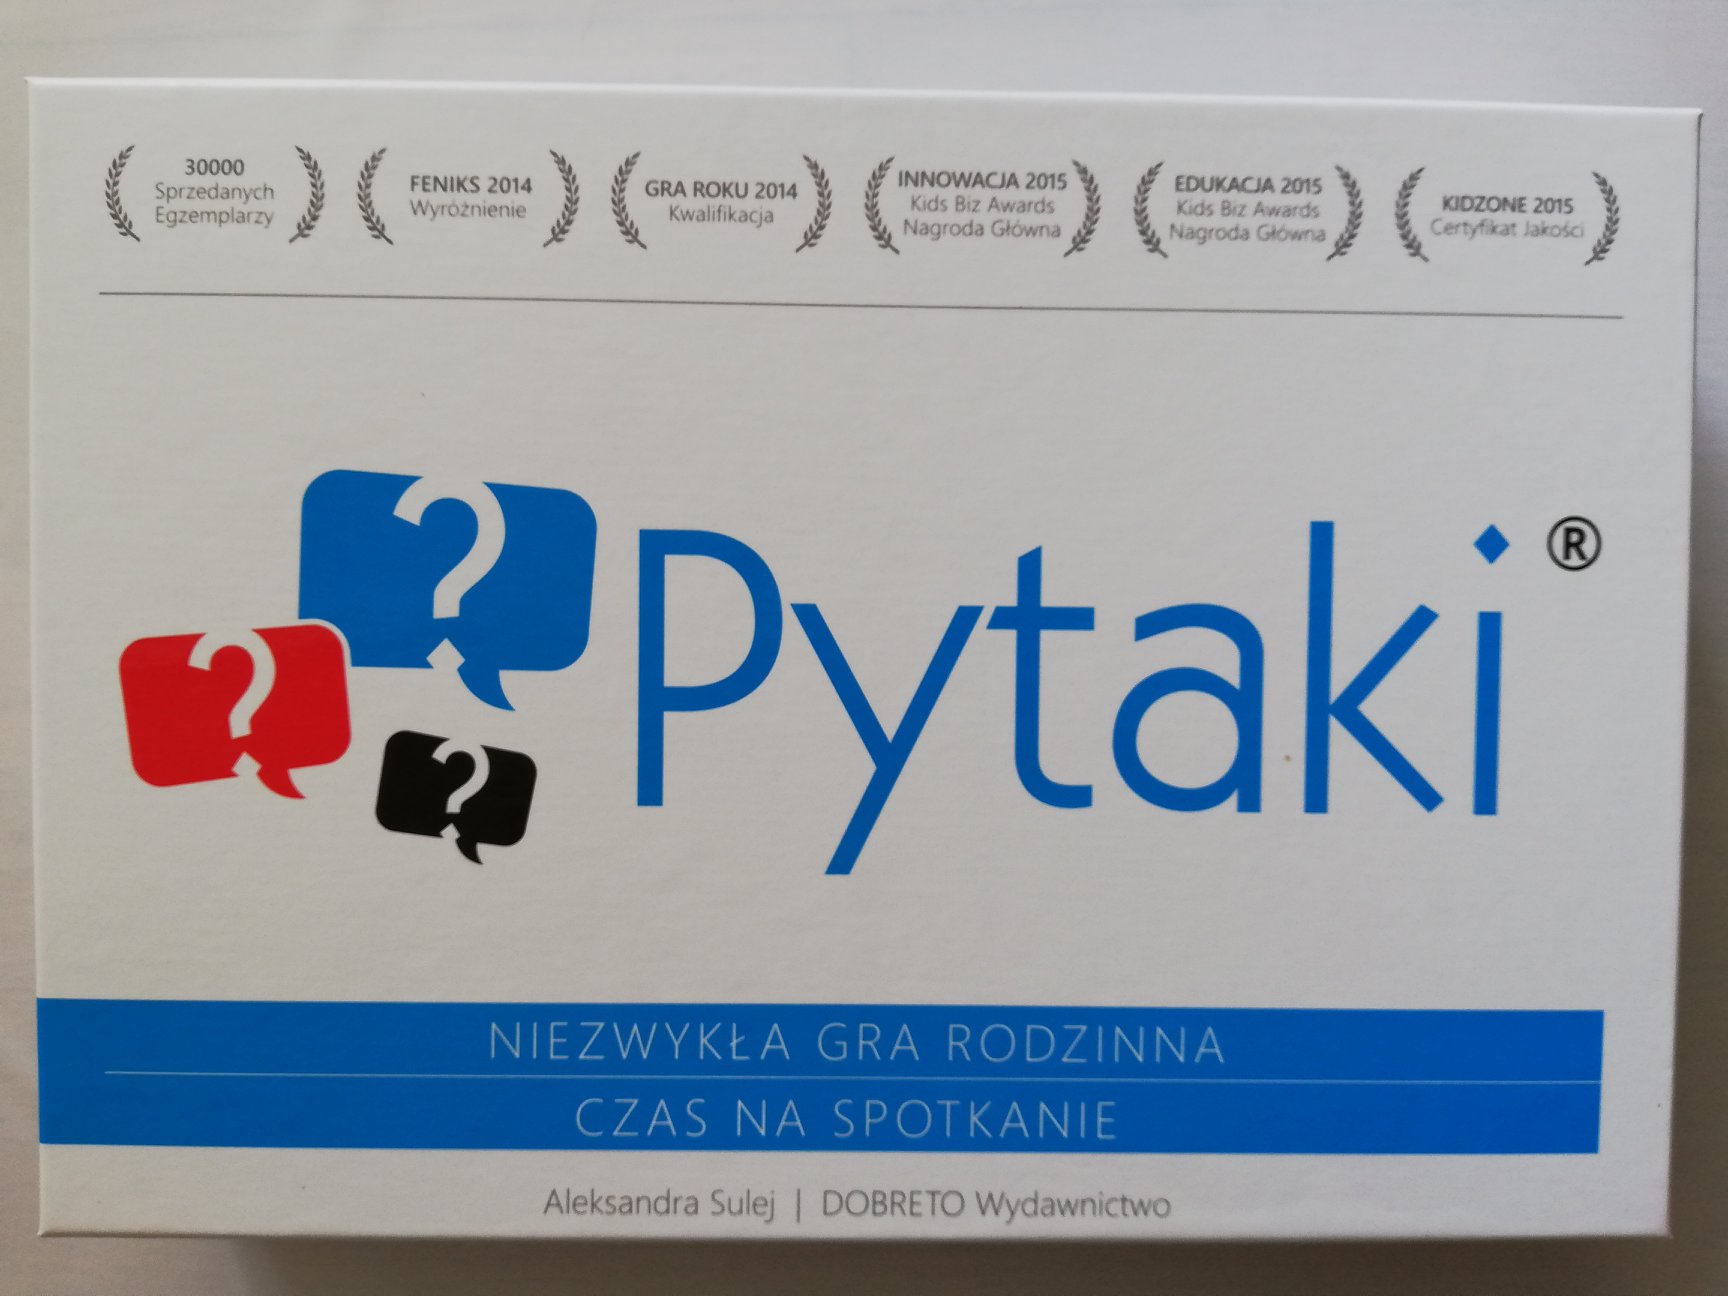 30000
Sprzedanych
Egzemplarzy
FENIKS 2014
Wyróżnienie
GRA ROKU 2014
Kwalifikacja
INNOWACJA 2015
Kids Biz Awards
Nagroda Główna
EDUKACJA 2015
Kids Biz Awards
Nagroda Główna
KIDZONE 2015
Certyfikat Jakości
? ? ?
Pytaki®
NIEZWYKŁA GRA RODZINNA
CZAS NA SPOTKANIE
Aleksandra Sulej | DOBRETO Wydawnictwo